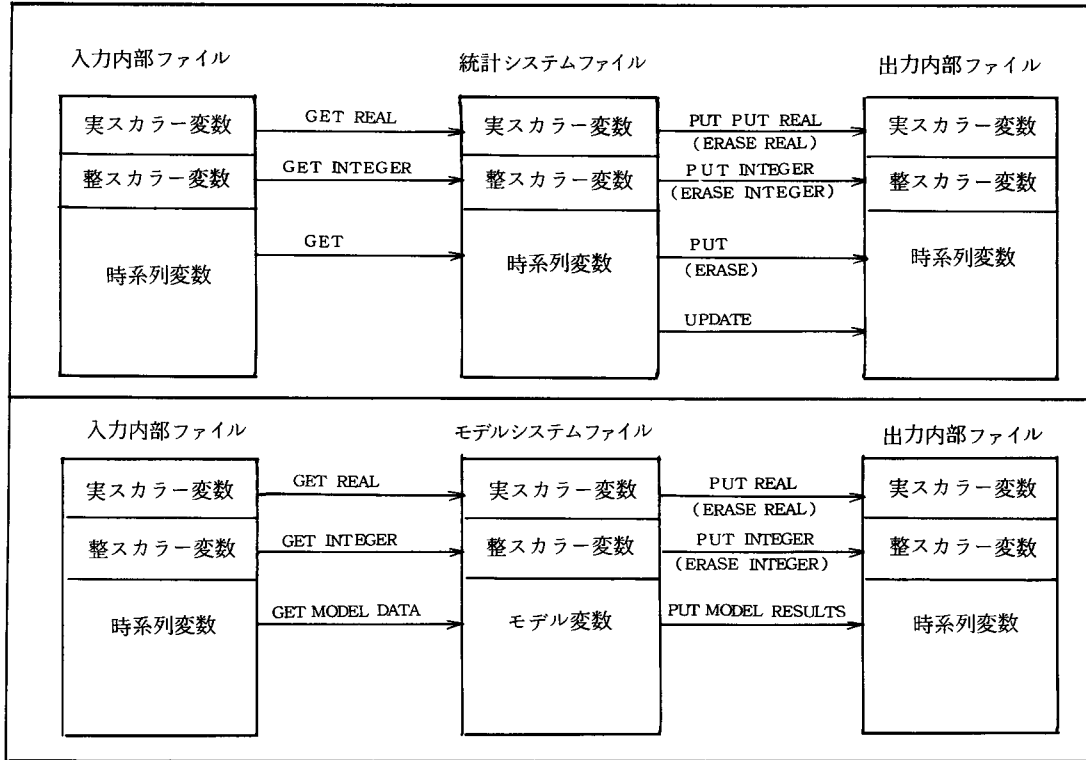 入力内部ファイル
統計システムファイル
出力内部ファイル
実スカラー変数
GET REAL
実スカラー変数
PUT PUT REAL
(ERASE REAL)
実スカラー変数
整スカラー変数
GET INTEGER
整スカラー変数
PUT INTEGER
(ERASE INTEGER)
整スカラー変数
時系列変数
GET
時系列変数
PUT
(ERASE)
時系列変数
UPDATE
入力内部ファイル
モデルシステムファイル
出力内部ファイル
実スカラー変数
GET REAL
実スカラー変数
PUT REAL
(ERASE REAL)
実スカラー変数
整スカラー変数
GET INTEGER
整スカラー変数
PUT INTEGER
(ERASE INTEGER)
整スカラー変数
時系列変数
GET MODEL DATA
モデル変数
PUT MODEL RESULTS
時系列変数